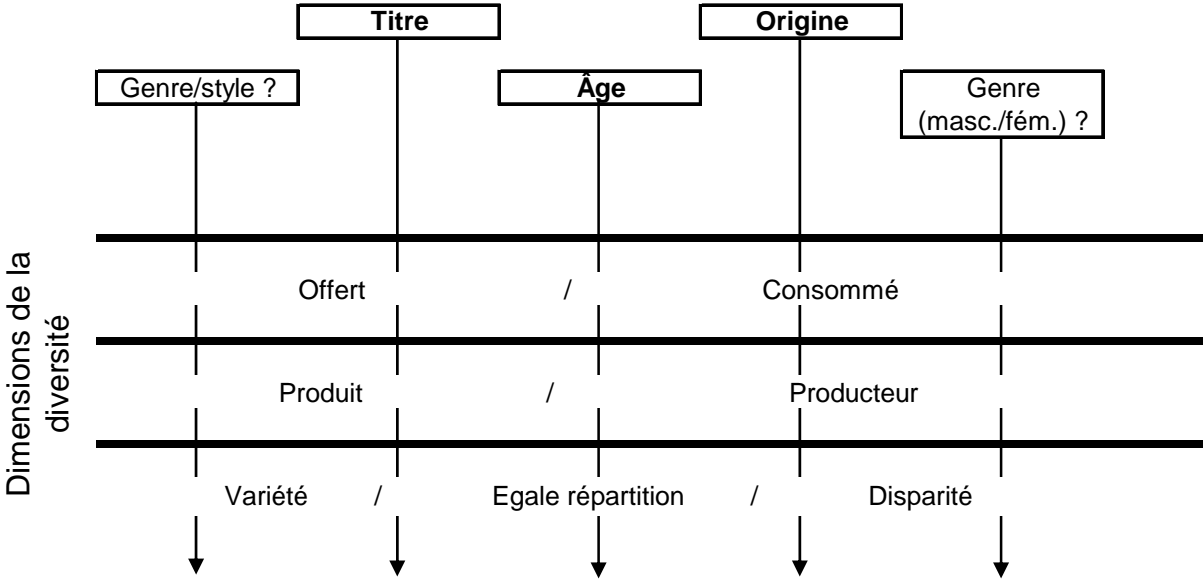 Titre
Origine
Genre/style ?
Âge
Genre
(masc./fém.) ?
Dimensions de la
diversité
Offert / Consommé
Produit / Producteur
Variété / Egale répartition / Disparité